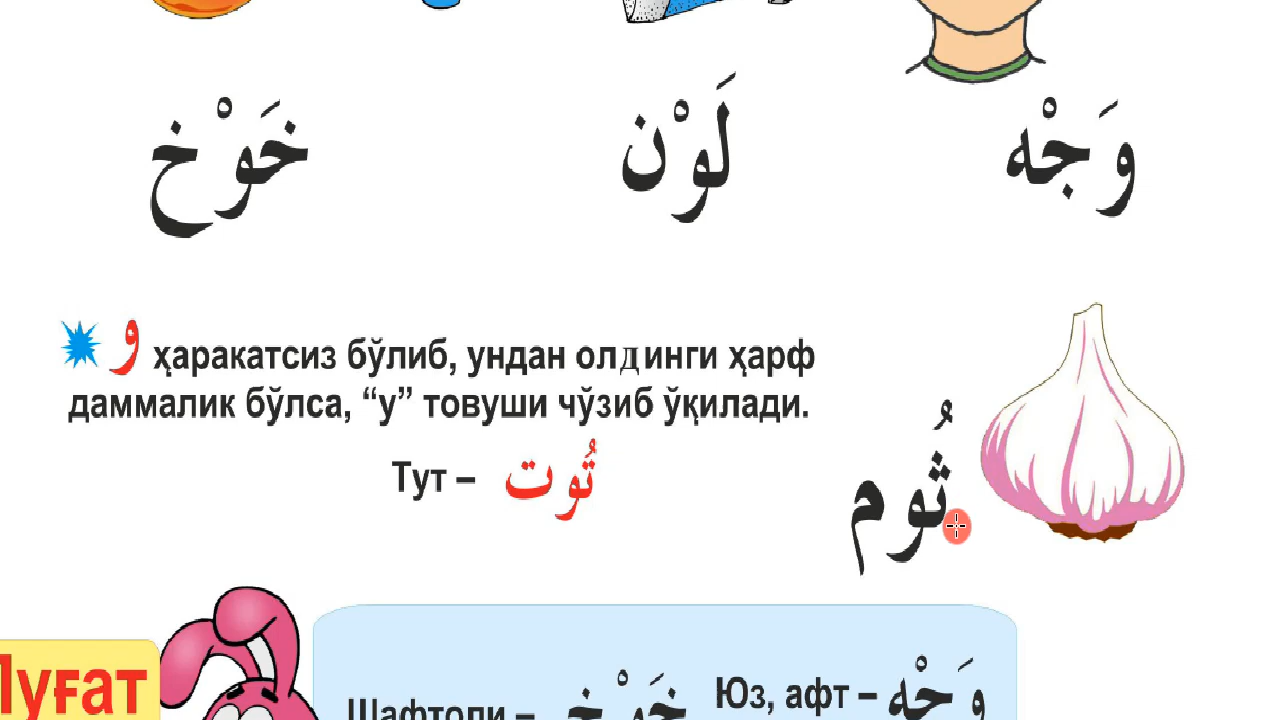 وَجْه لَوْن خَوْخ
و ҳаракатсиз бўлиб, ундан олдинги ҳарф
даммалик бўлса, “у” товуши чўзиб ўқилади.
Тут – تُوت
ثُوم
Луғат
Юз, афт – وَجْه
Шафтоли – خَوْخ